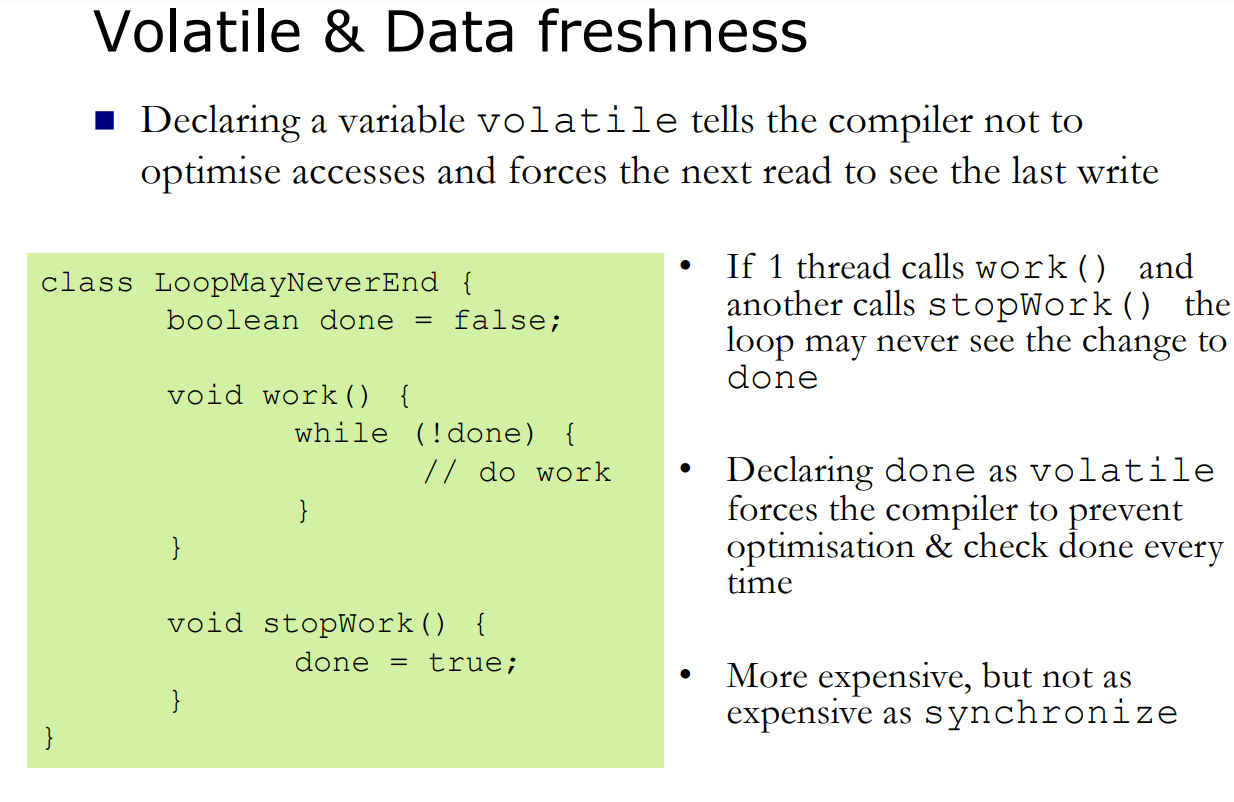 Volatile & Data freshness
Declaring a variable volatile tells the compiler not to
optimise accesses and forces the next read to see the last write
class LoopMayNeverEnd {
boolean done = false;
void work() {
while (!done) {
// do work
}
}
void stopWork() {
done = true;
}
}
• If 1 thread calls work() and
another calls stopWork() the
loop may never see the change to
done
• Declaring done as volatile
forces the compiler to prevent
optimisation & check done every
time
• More expensive, but not as
expensive as synchronize